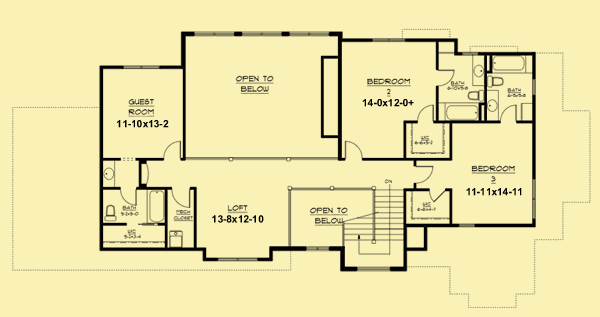 OPEN TO
BELOW
BEDROOM
2
14-0x12-0+
BATH
BATH
GUEST
ROOM
11-10x13-2
W/C
BEDROOM
3
11-11x14-11
BATH
W/C
MECH
CLOSET
LOFT
13-8x12-10
OPEN TO
BELOW
DN
W/C